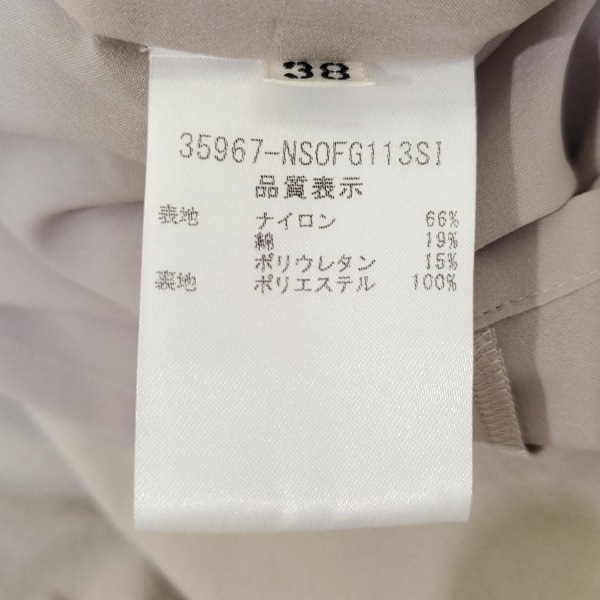 38
35967-NSOFG113SI
品質表示
表地 ナイロン 66%
綿 19%
ポリウレタン 15%
裏地 ポリエステル 100%